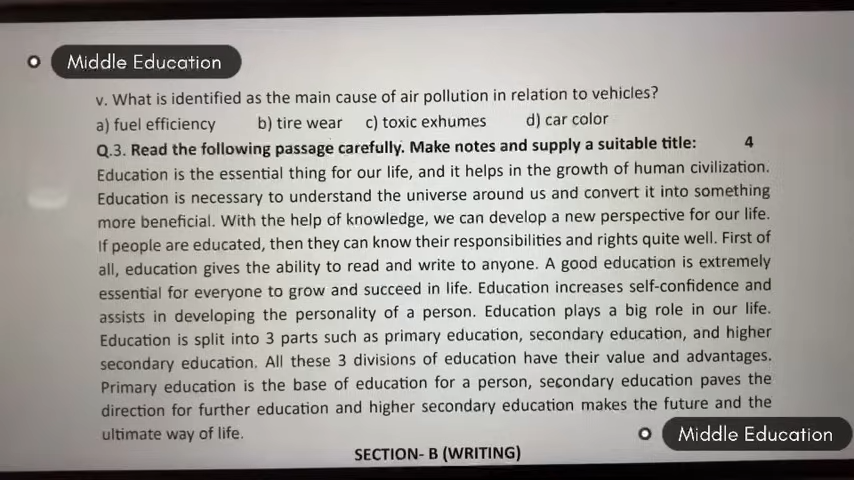 Middle Education
v. What is identified as the main cause of air pollution in relation to vehicles?
a) fuel efficiency b) tire wear c) toxic exhumes d) car color
Q.3. Read the following passage carefully. Make notes and supply a suitable title: 4
Education is the essential thing for our life, and it helps in the growth of human civilization.
Education is necessary to understand the universe around us and convert it into something
more beneficial. With the help of knowledge, we can develop a new perspective for our life.
If people are educated, then they can know their responsibilities and rights quite well. First of
all, education gives the ability to read and write to anyone. A good education is extremely
essential for everyone to grow and succeed in life. Education increases self-confidence and
assists in developing the personality of a person. Education plays a big role in our life.
Education is split into 3 parts such as primary education, secondary education, and higher
secondary education. All these 3 divisions of education have their value and advantages.
Primary education is the base of education for a person, secondary education paves the
direction for further education and higher secondary education makes the future and the
ultimate way of life.
Middle Education
SECTION- B (WRITING)